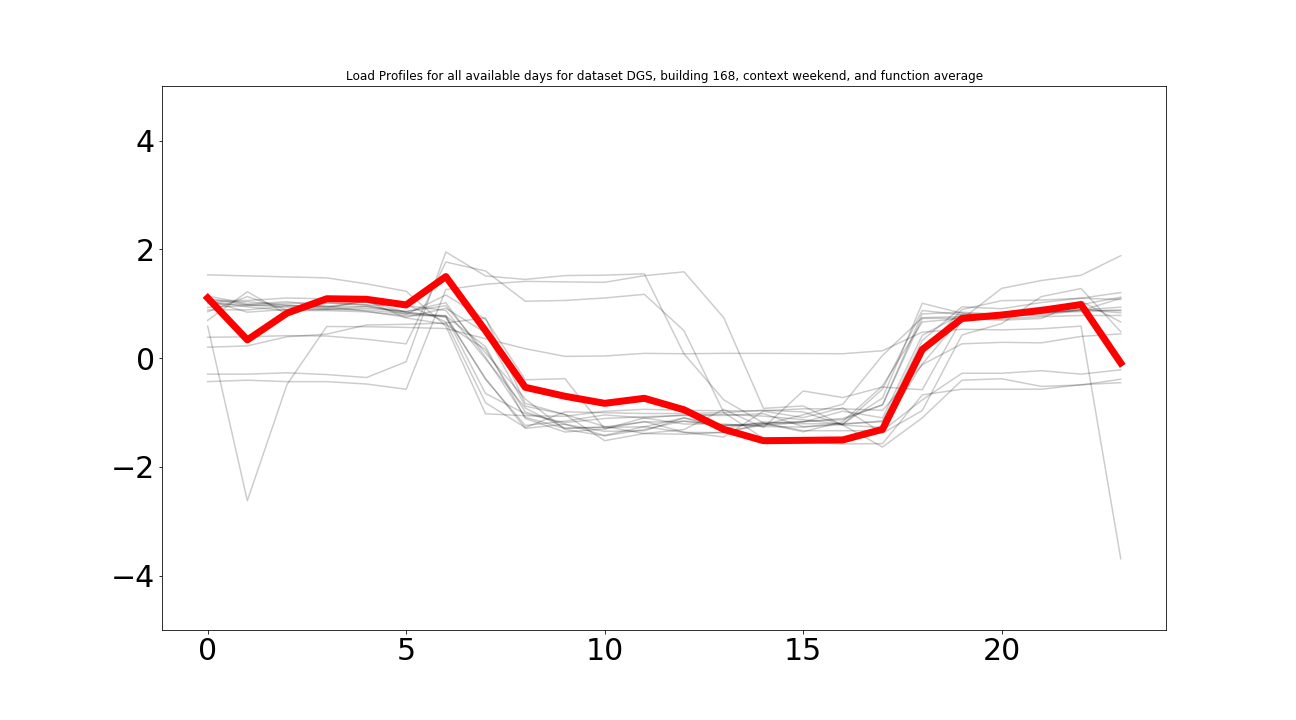 Load Profiles for all available days for dataset DGS, building 168, context weekend, and function average
4
2
0
−2
−4
0 5 10 15 20